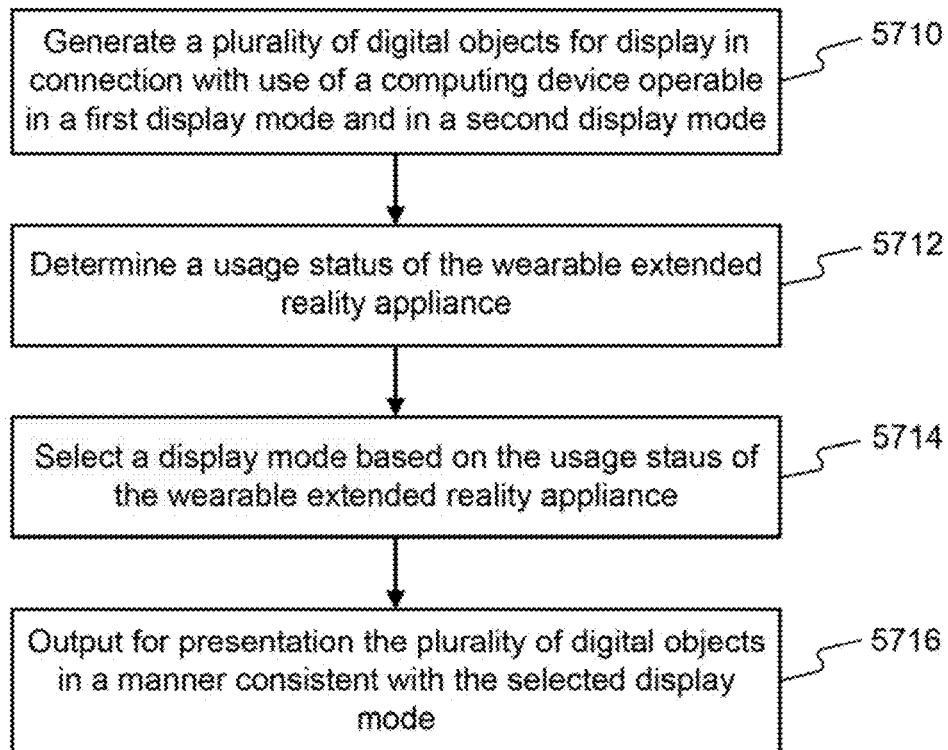 Generate a plurality of digital objects for display in
connection with use of a computing device operable
in a first display mode and in a second display mode
5710
Determine a usage status of the wearable extended
reality appliance
5712
Select a display mode based on the usage staus of
the wearable extended reality appliance
5714
Output for presentation the plurality of digital objects
in a manner consistent with the selected display
mode
5716